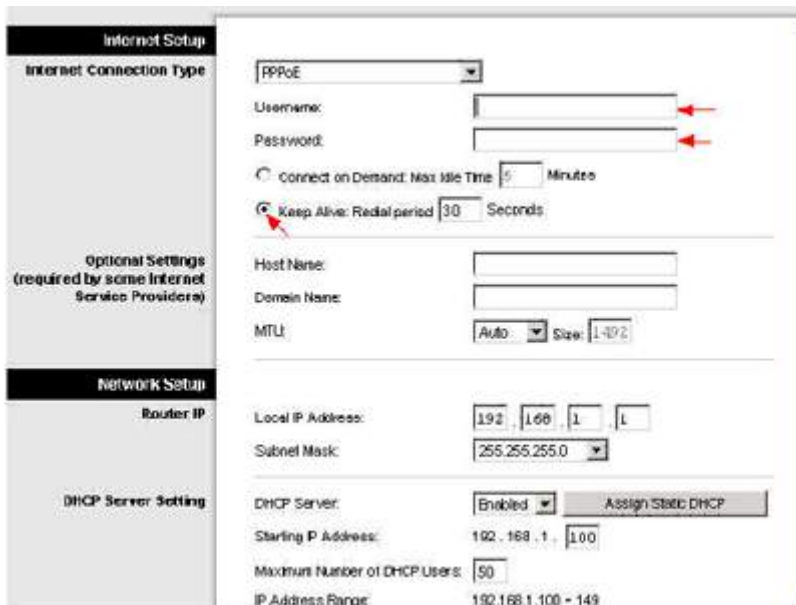 Internet Setup
Internet Connection Type
PPPoE
Username:
Password:
Connect on Demand: Max Idle Time 5 Minutes
Keep Alive: Redial period 30 Seconds
Optional Settings
(required by some Internet
Service Providers)
Host Name:
Domain Name:
MTU: Auto Size: 1492
Network Setup
Router IP
Local IP Address: 192 . 168 . 1 . 1
Subnet Mask: 255.255.255.0
DHCP Server Setting
DHCP Server: Enabled Assign Static DHCP
Starting IP Address: 192 . 168 . 1 . 100
Maximum Number of DHCP Users: 50
IP Address Range: 192.168.1.100 - 149